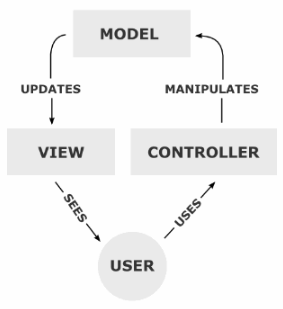 MODEL
UPDATES
MANIPULATES
VIEW
CONTROLLER
SEES
USES
USER